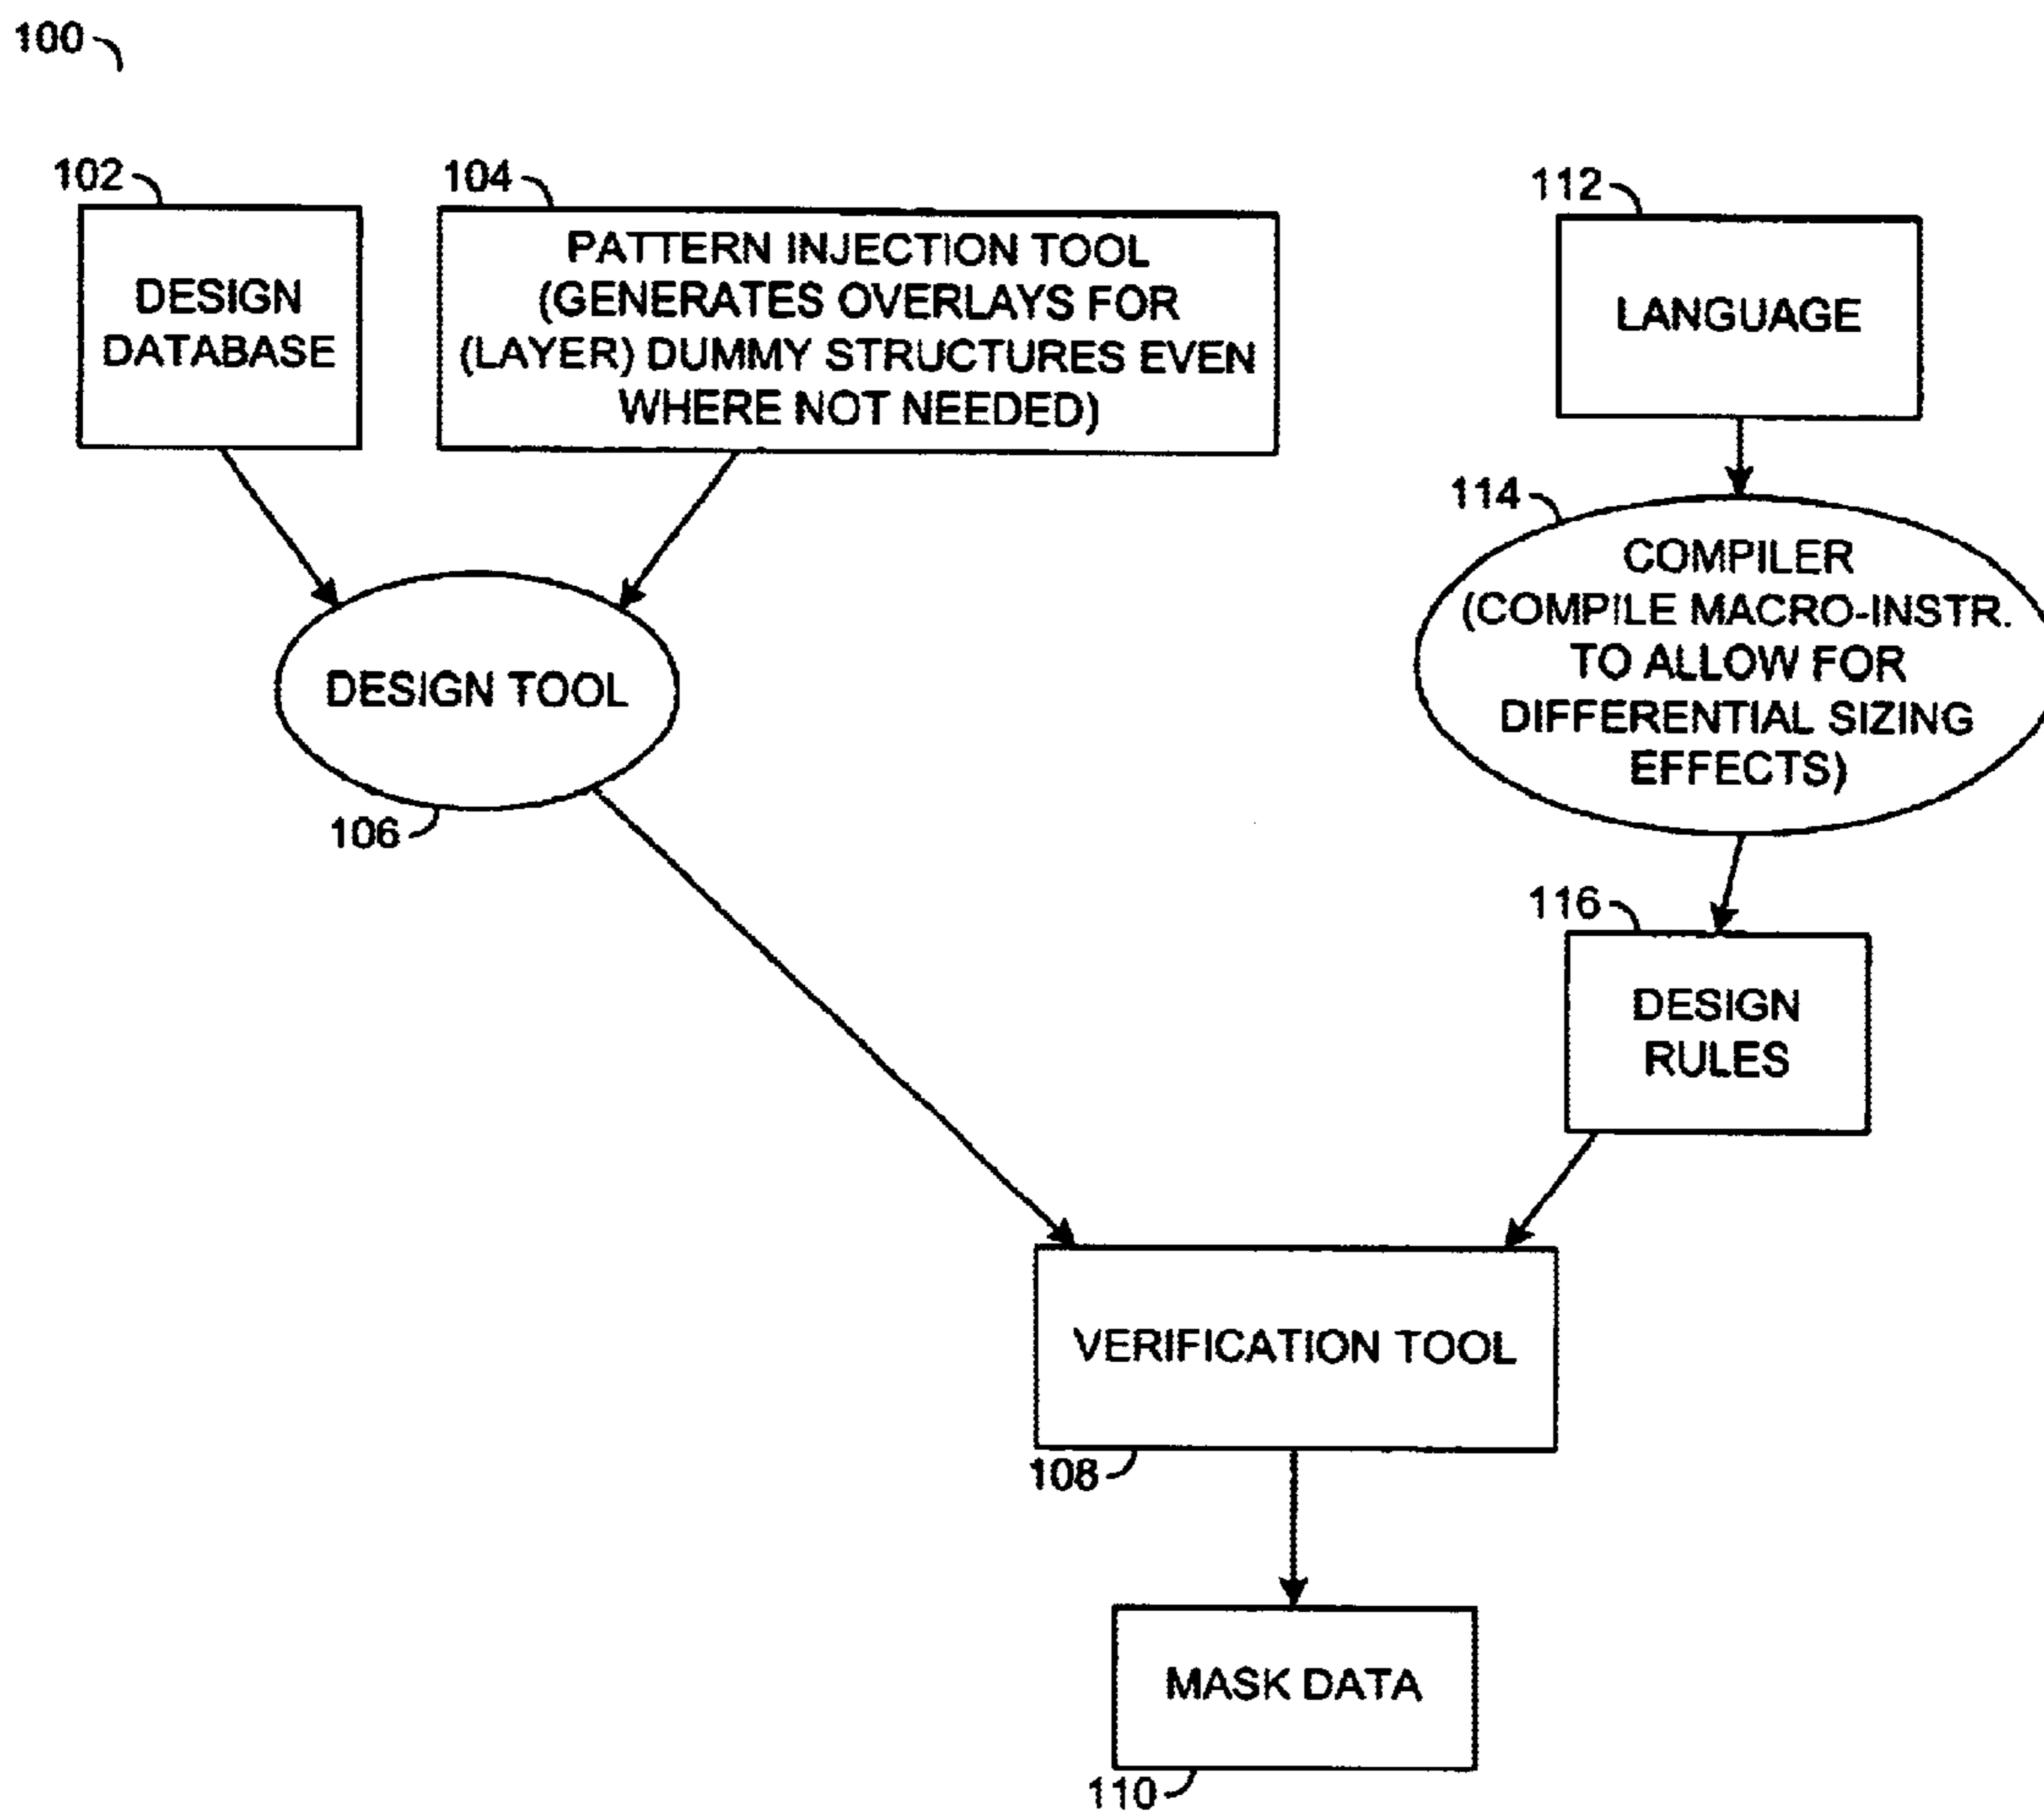 100
102
DESIGN
DATABASE
104
PATTERN INJECTION TOOL
(GENERATES OVERLAYS FOR
(LAYER) DUMMY STRUCTURES EVEN
WHERE NOT NEEDED)
112
LANGUAGE
114
COMPILER
(COMPILE MACRO-INSTR.
TO ALLOW FOR
DIFFERENTIAL SIZING
EFFECTS)
DESIGN TOOL
106
116
DESIGN
RULES
VERIFICATION TOOL
108
MASK DATA
110